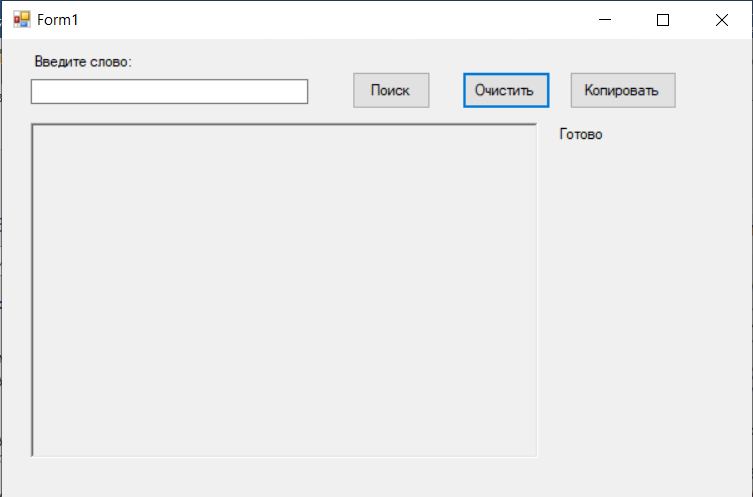 Form1
Введите слово:
Поиск
Очистить
Копировать
Готово